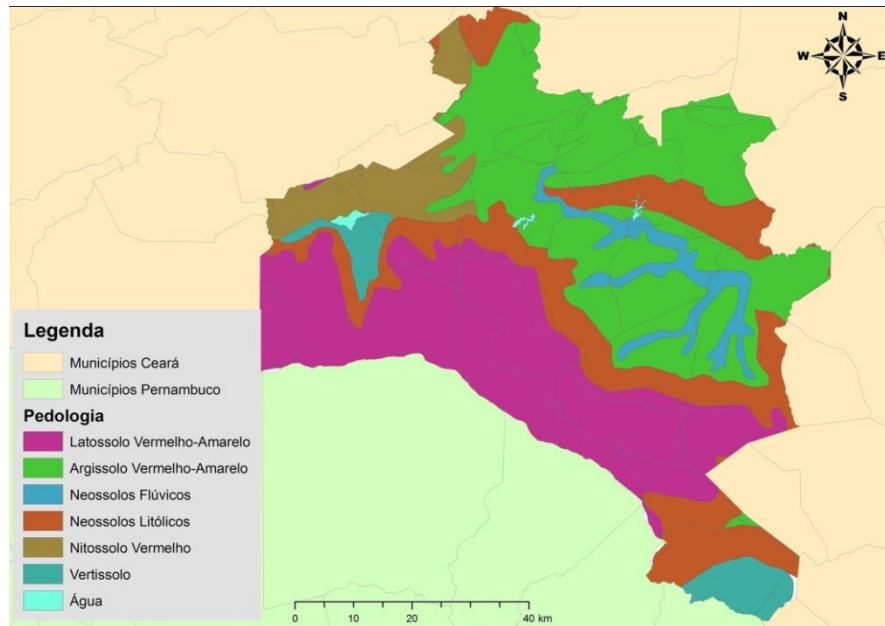 N
W
E
S
Legenda
Municípios Ceará
Municípios Pernambuco
Pedologia
Latossolo Vermelho-Amarelo
Argissolo Vermelho-Amarelo
Neossolos Flúvicos
Neossolos Litólicos
Nitossolo Vermelho
Vertissolo
Água
0 10 20 40 km